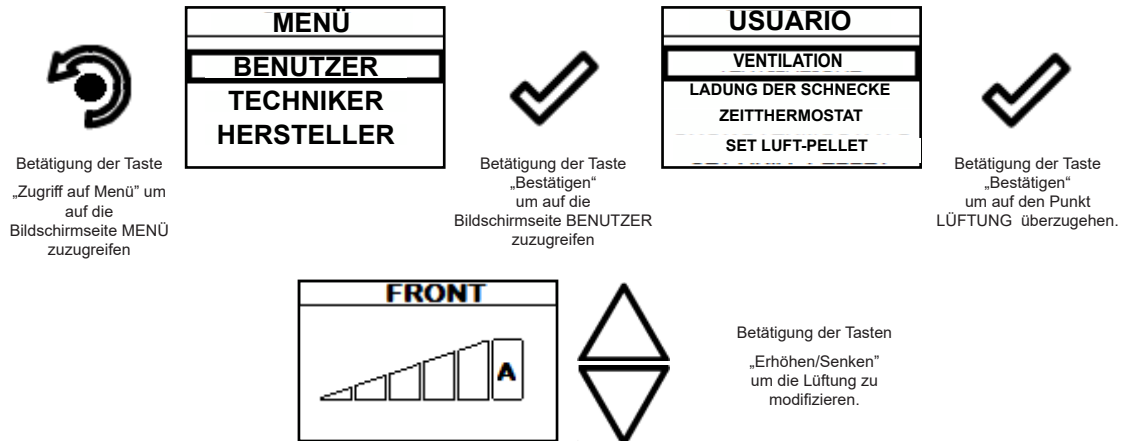 MENÜ
BENUTZER
TECHNIKER
HERSTELLER
USUARIO
VENTILATION
LADUNG DER SCHNECKE
ZEITTHERMOSTAT
SET LUFT-PELLET
Betätigung der Taste
„Zugriff auf Menü” um
auf die
Bildschirmseite MENÜ
zuzugreifen
Betätigung der Taste
„Bestätigen“
um auf die
Bildschirmseite BENUTZER
zuzugreifen
Betätigung der Taste
„Bestätigen“
um auf den Punkt
LÜFTUNG überzugehen.
FRONT
A
Betätigung der Tasten
„Erhöhen/Senken”
um die Lüftung zu
modifizieren.